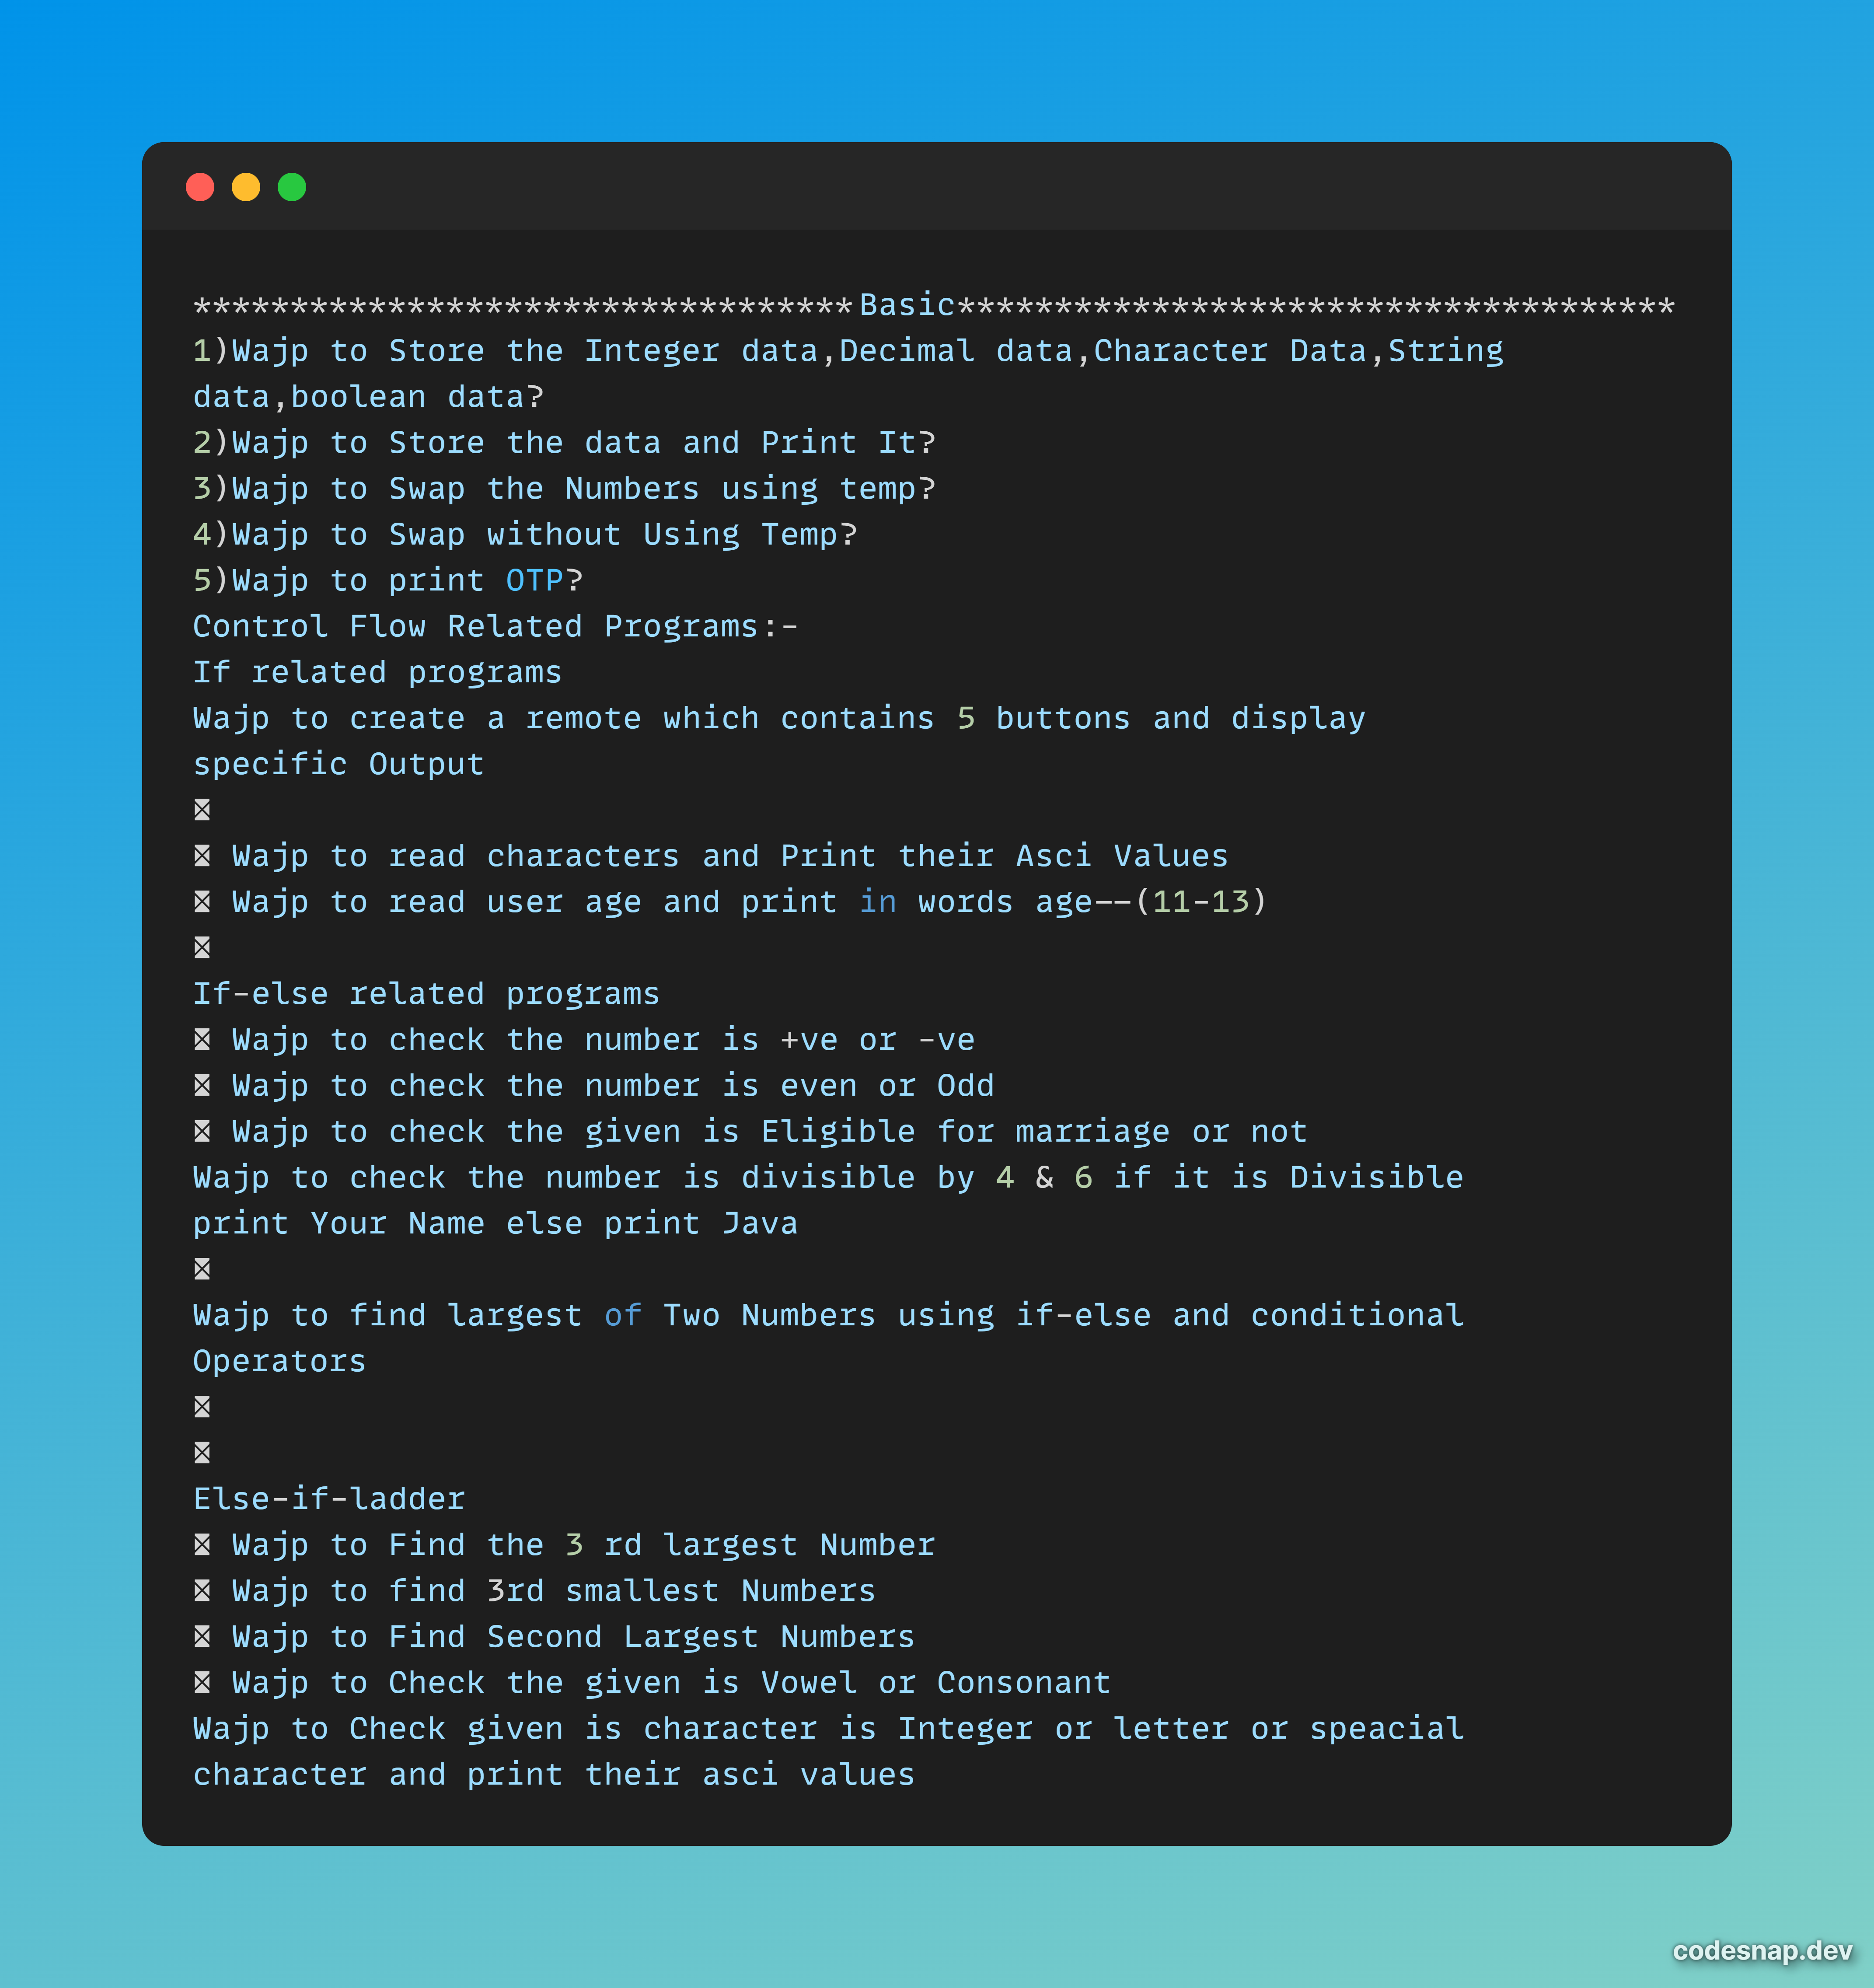 **********************************Basic*************************************
1)Wajp to Store the Integer data,Decimal data,Character Data,String
data,boolean data?
2)Wajp to Store the data and Print It?
3)Wajp to Swap the Numbers using temp?
4)Wajp to Swap without Using Temp?
5)Wajp to print OTP?
Control Flow Related Programs:-
If related programs
Wajp to create a remote which contains 5 buttons and display
specific Output
Wajp to read characters and Print their Asci Values
Wajp to read user age and print in words age--(11-13)
If-else related programs
Wajp to check the number is +ve or -ve
Wajp to check the number is even or Odd
Wajp to check the given is Eligible for marriage or not
Wajp to check the number is divisible by 4 & 6 if it is Divisible
print Your Name else print Java
Wajp to find largest of Two Numbers using if-else and conditional
Operators
Else-if-ladder
Wajp to Find the 3 rd largest Number
Wajp to find 3rd smallest Numbers
Wajp to Find Second Largest Numbers
Wajp to Check the given is Vowel or Consonant
Wajp to Check given is character is Integer or letter or speacial
character and print their asci values
codesnap.dev